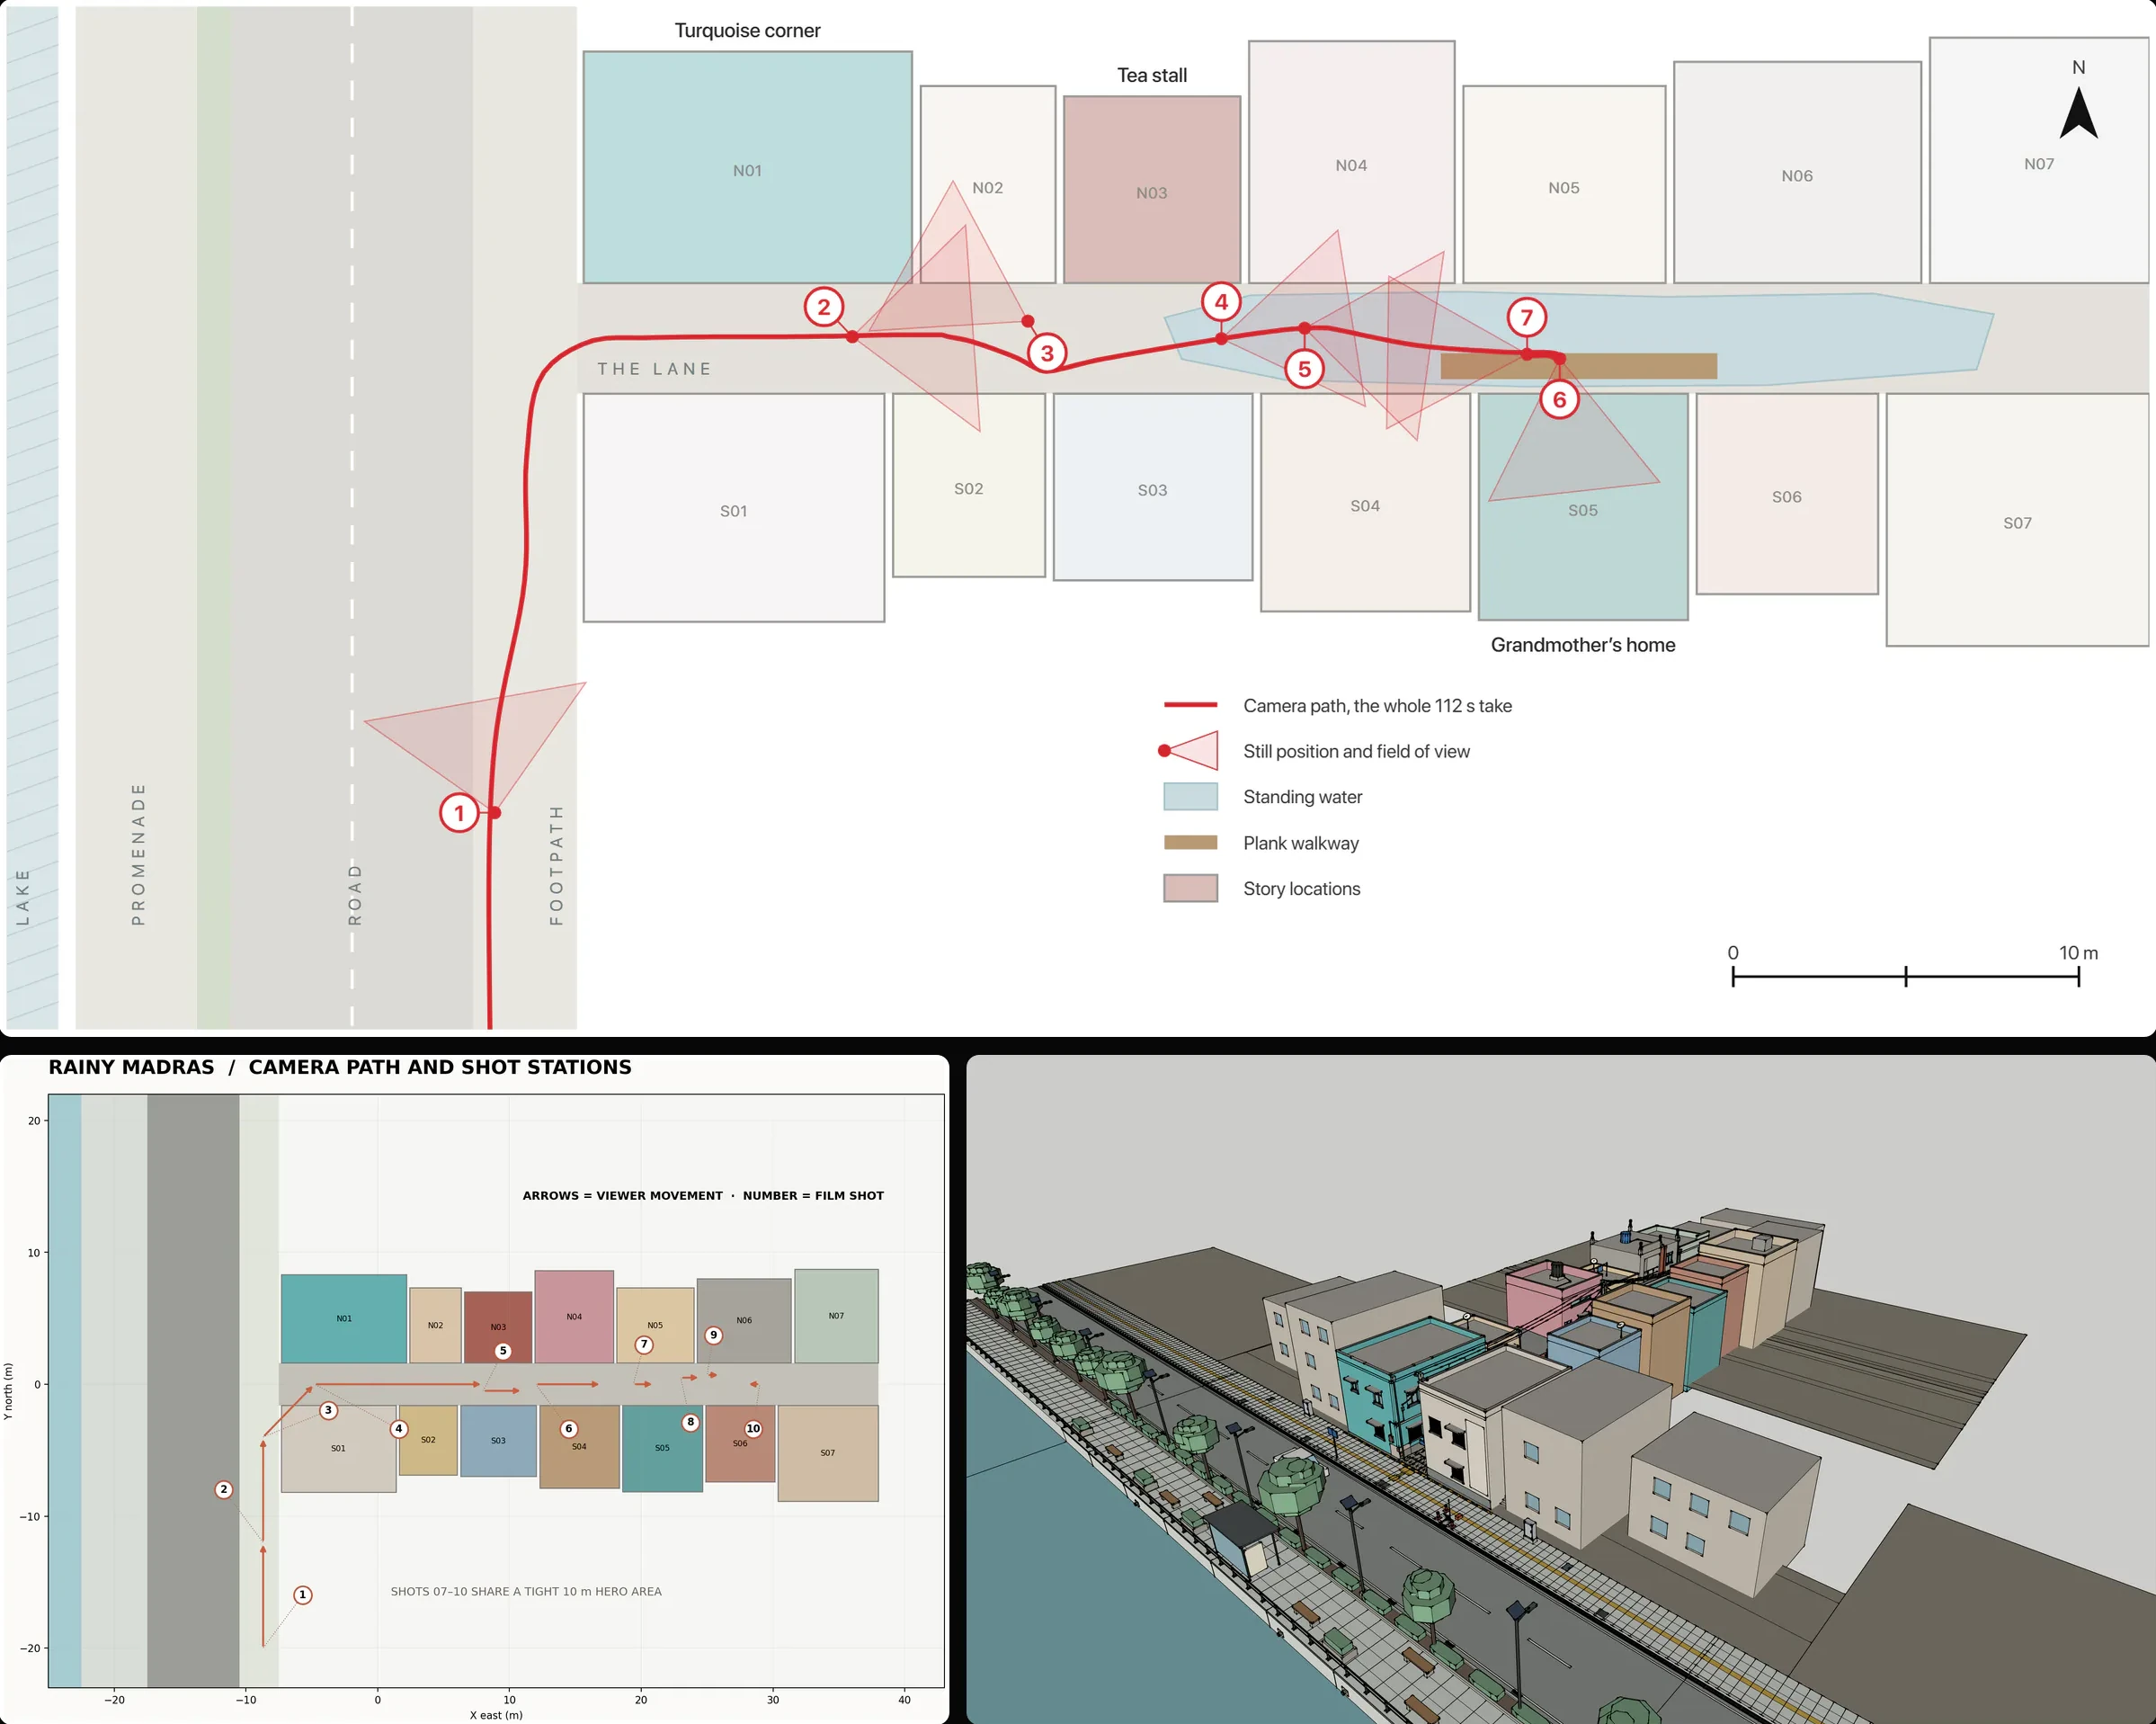 Turquoise corner
Tea stall
N
N01
N02
N03
N04
N05
N06
N07
2
3
4
5
7
6
THE LANE
S01
S02
S03
S04
S05
S06
S07
Grandmother's home
1
LAKE
PROMENADE
ROAD
FOOTPATH
Camera path, the whole 112 s take
Still position and field of view
Standing water
Plank walkway
Story locations
0
10 m
RAINY MADRAS / CAMERA PATH AND SHOT STATIONS
ARROWS = VIEWER MOVEMENT · NUMBER = FILM SHOT
N01
N02
N03
N04
N05
N06
N07
5
7
9
3
4
6
8
10
S01
S02
S03
S04
S05
S06
S07
2
1
SHOTS 07–10 SHARE A TIGHT 10 m HERO AREA
20
10
0
−10
−20
Y north (m)
−20
−10
0
10
20
30
40
X east (m)